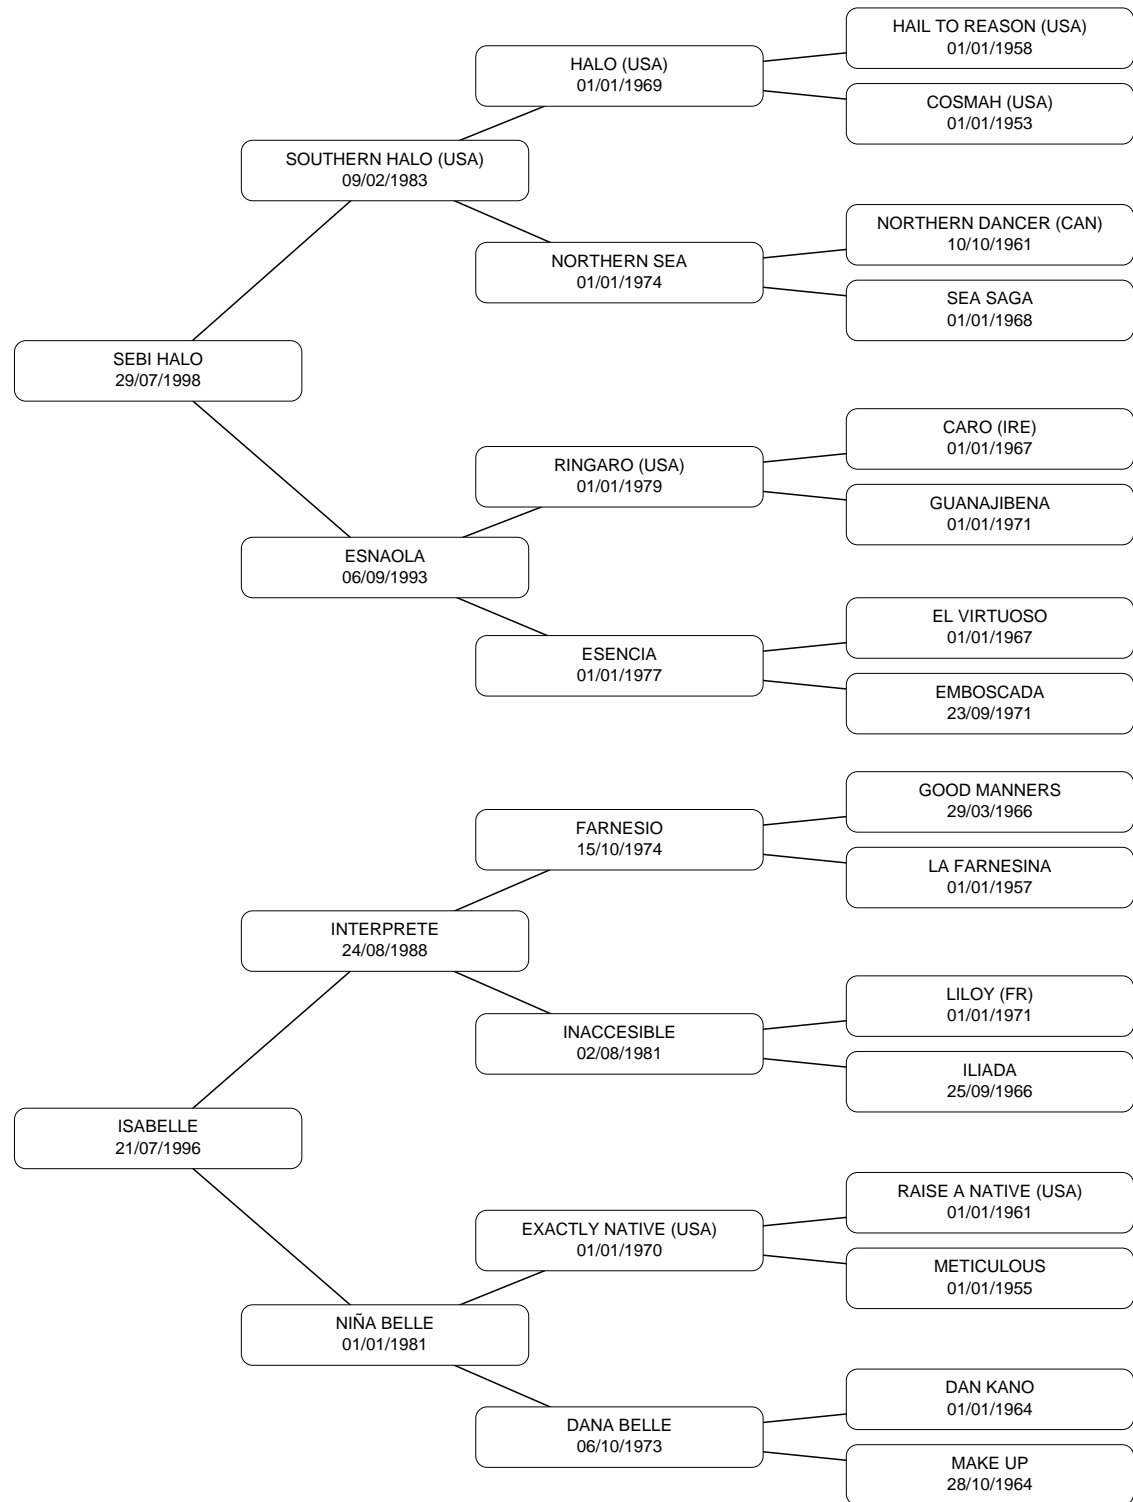 HAIL TO REASON (USA)
01/01/1958
HALO (USA)
01/01/1969
COSMAH (USA)
01/01/1953
SOUTHERN HALO (USA)
09/02/1983
NORTHERN DANCER (CAN)
10/10/1961
NORTHERN SEA
01/01/1974
SEA SAGA
01/01/1968
SEBI HALO
29/07/1998
CARO (IRE)
01/01/1967
RINGARO (USA)
01/01/1979
GUANAJIBENA
01/01/1971
ESNAOLA
06/09/1993
EL VIRTUOSO
01/01/1967
ESENCIA
01/01/1977
EMBOSCADA
23/09/1971
GOOD MANNERS
29/03/1966
FARNESIO
15/10/1974
LA FARNESINA
01/01/1957
INTERPRETE
24/08/1988
LILOY (FR)
01/01/1971
INACCESIBLE
02/08/1981
ILIADA
25/09/1966
ISABELLE
21/07/1996
RAISE A NATIVE (USA)
01/01/1961
EXACTLY NATIVE (USA)
01/01/1970
METICULOUS
01/01/1955
NIÑA BELLE
01/01/1981
DAN KANO
01/01/1964
DANA BELLE
06/10/1973
MAKE UP
28/10/1964